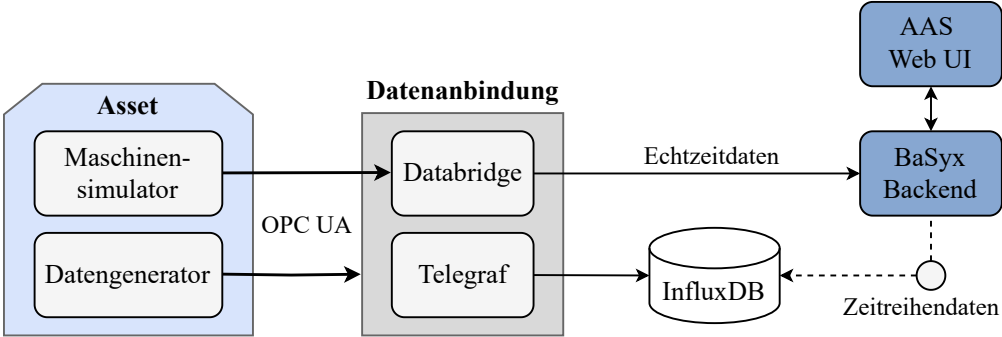 AAS
Web UI
Datenanbindung
Asset
Maschinen-
simulator
Databridge
Echtzeitdaten
BaSyx
Backend
OPC UA
Datengenerator
Telegraf
InfluxDB
Zeitreihendaten